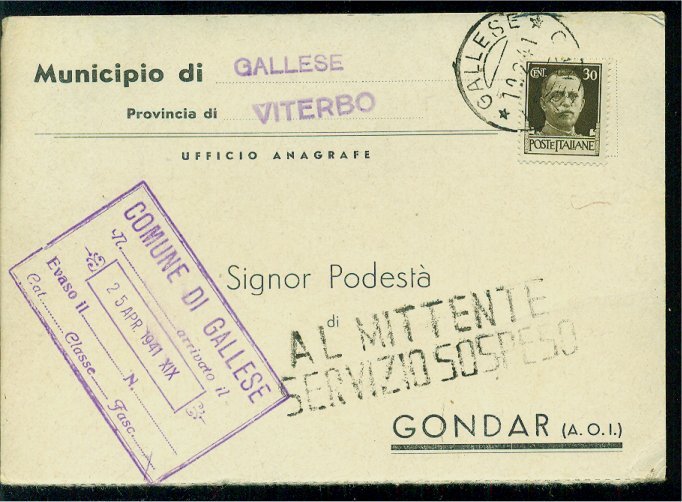 Municipio di GALLESE
Provincia di VITERBO
UFFICIO ANAGRAFE
GALLESE
CENT. 30
POSTE ITALIANE
COMUNE DI GALLESE
N. arrivato il
25 APR. 1941 XIX
Evaso il N.
Cat. Classe Fasc.
Signor Podestà
di
AL MITTENTE
SERVIZIO SOSPESO
GONDAR (A.O.I.)